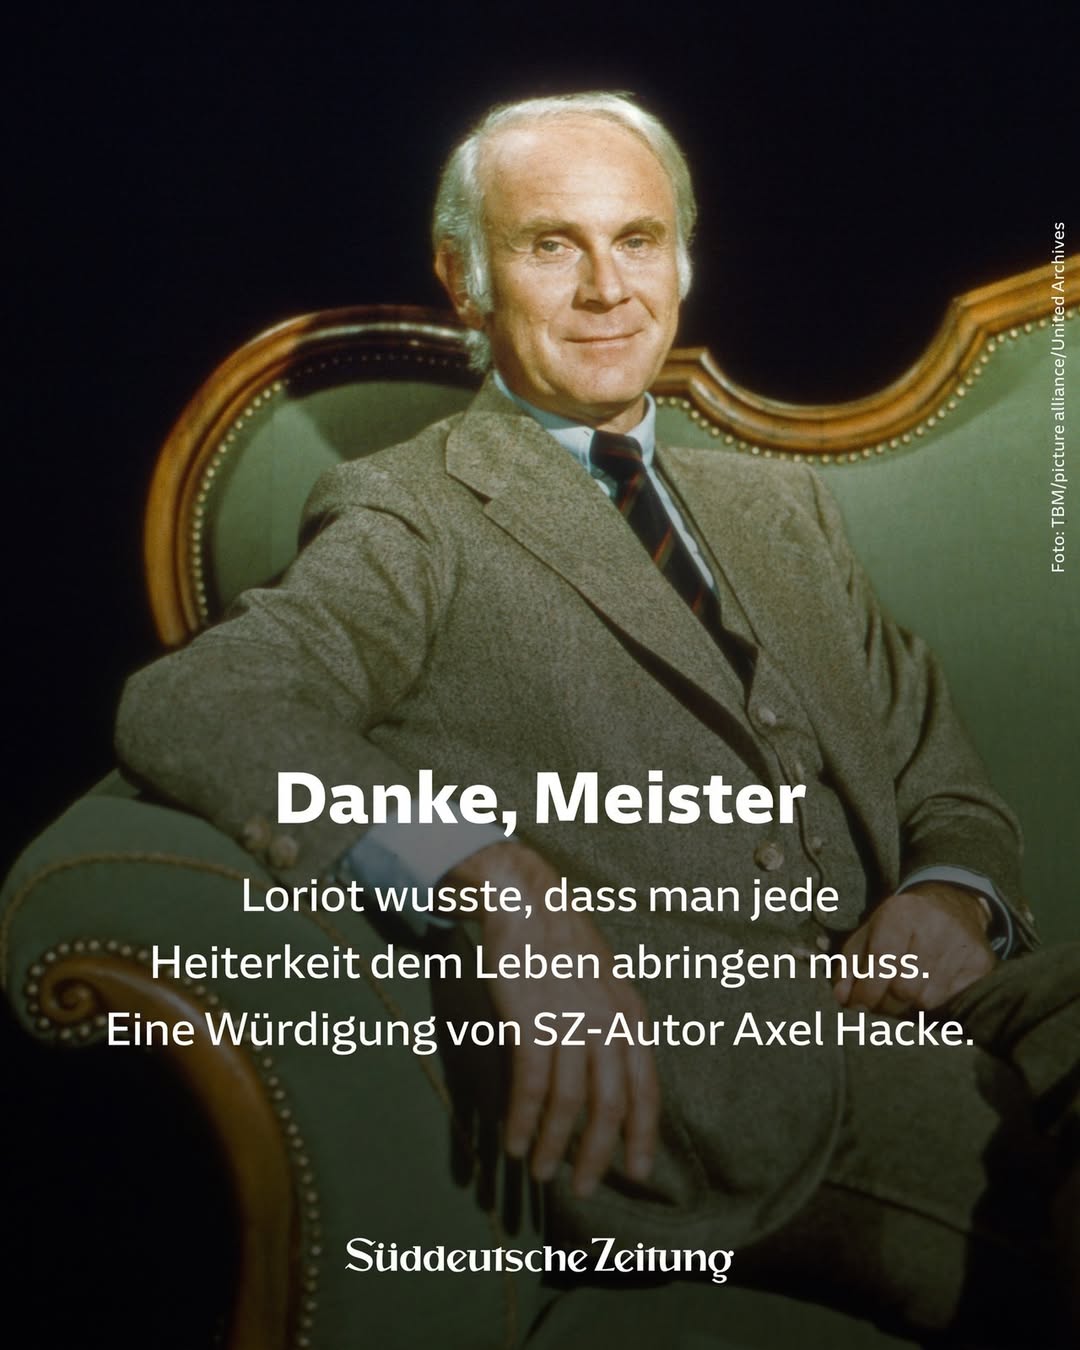 Foto: TBM/picture alliance/United Archives
Danke, Meister
Loriot wusste, dass man jede
Heiterkeit dem Leben abringen muss.
Eine Würdigung von SZ-Autor Axel Hacke.
Süddeutsche Zeitung